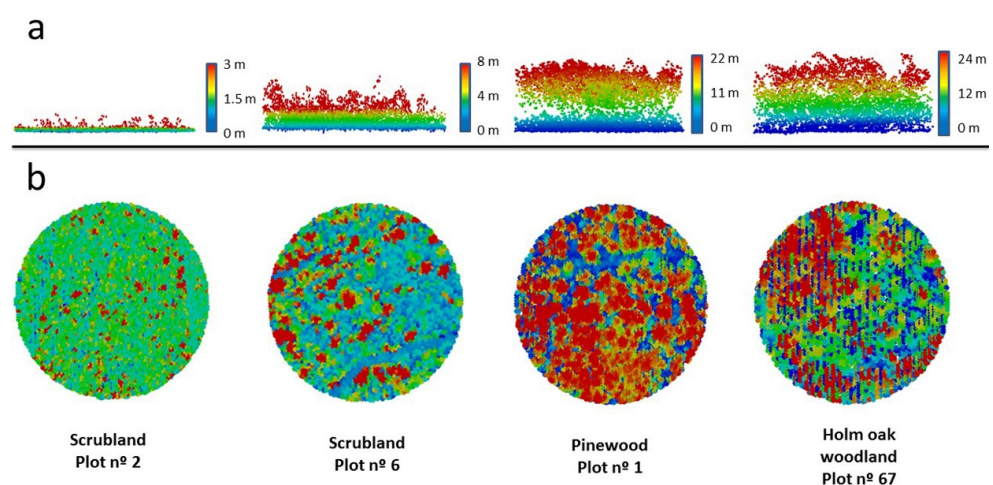 a
3 m
1.5 m
0 m
8 m
4 m
0 m
22 m
11 m
0 m
24 m
12 m
0 m
b
Scrubland
Plot nº 2
Scrubland
Plot nº 6
Pinewood
Plot nº 1
Holm oak
woodland
Plot nº 67